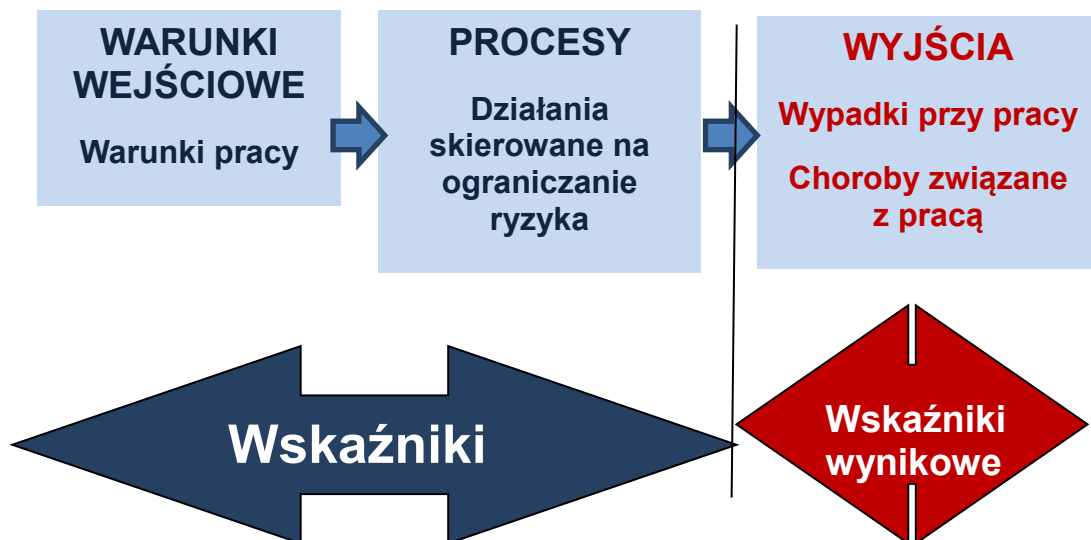 WARUNKI
WEJŚCIOWE
Warunki pracy
PROCESY
Działania
skierowane na
ograniczanie
ryzyka
WYJŚCIA
Wypadki przy pracy
Choroby związane
z pracą
Wskaźniki
Wskaźniki
wynikowe